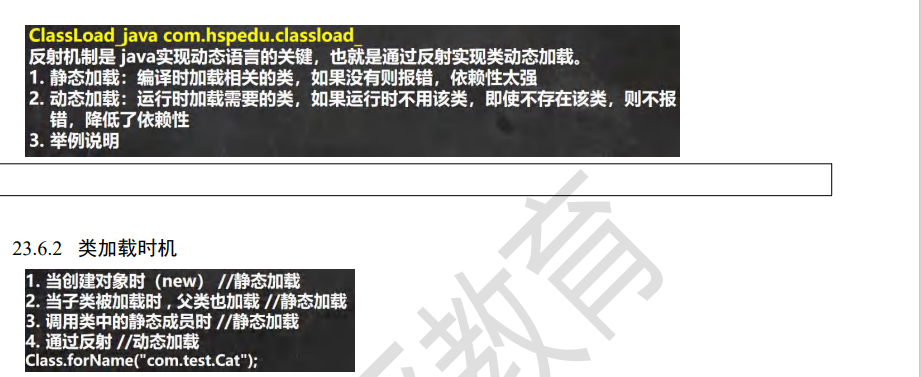 ClassLoad_java com.hspedu.classload_
反射机制是 java实现动态语言的关键，也就是通过反射实现类动态加载。
1. 静态加载：编译时加载相关的类，如果没有则报错，依赖性太强
2. 动态加载：运行时加载需要的类，如果运行时不用该类，即使不存在该类，则不报
错，降低了依赖性
3. 举例说明
23.6.2 类加载时机
1. 当创建对象时（new） //静态加载
2. 当子类被加载时 , 父类也加载 //静态加载
3. 调用类中的静态成员时 //静态加载
4. 通过反射 //动态加载
Class.forName("com.test.Cat");
教育